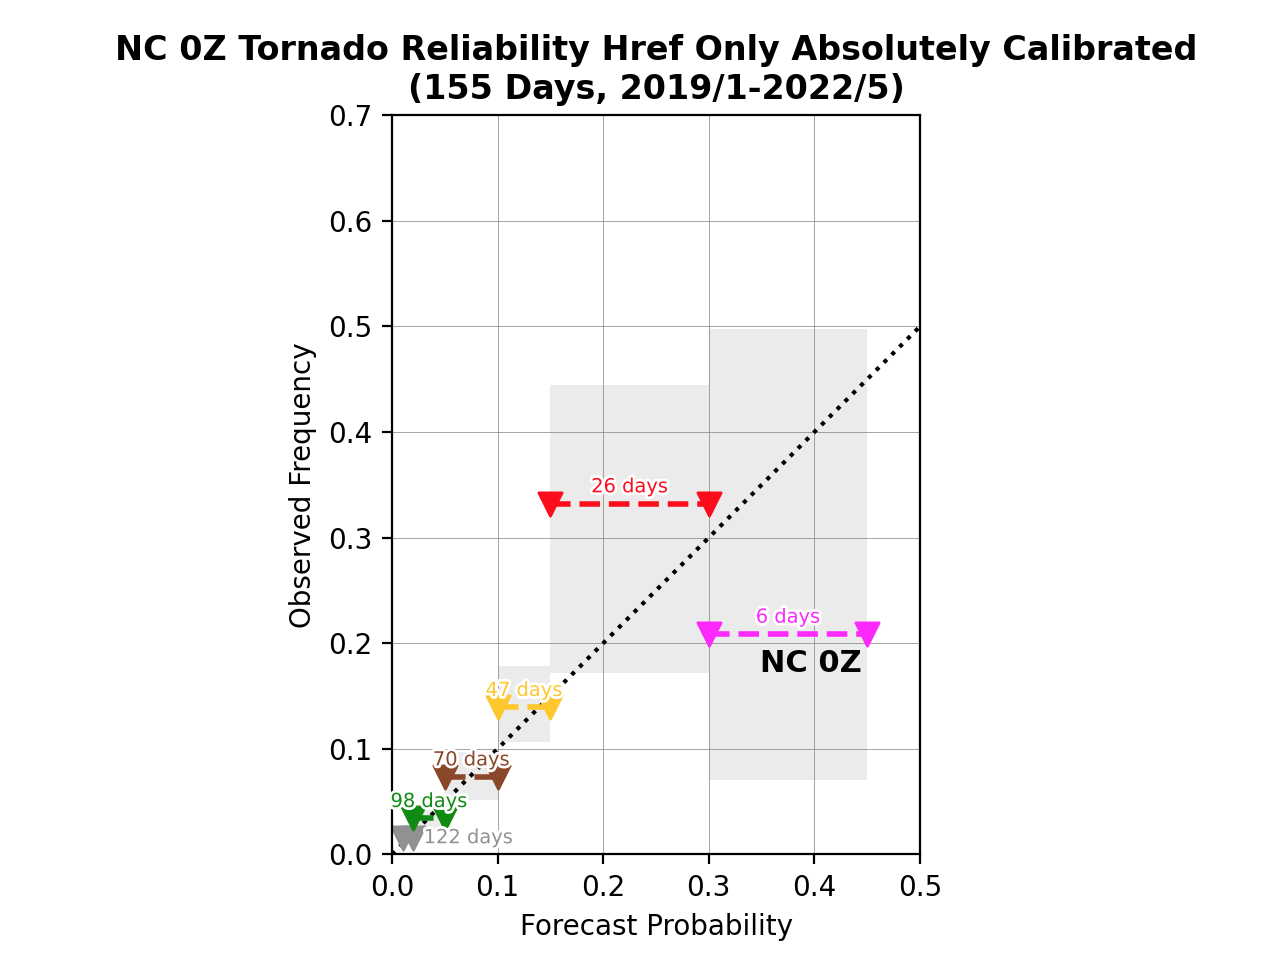 NC 0Z Tornado Reliability Href Only Absolutely Calibrated
(155 Days, 2019/1-2022/5)
0.7
0.6
0.5
0.4
0.3
0.2
0.1
0.0
Observed Frequency
26 days
6 days
NC 0Z
47 days
70 days
98 days
122 days
0.0 0.1 0.2 0.3 0.4 0.5
Forecast Probability